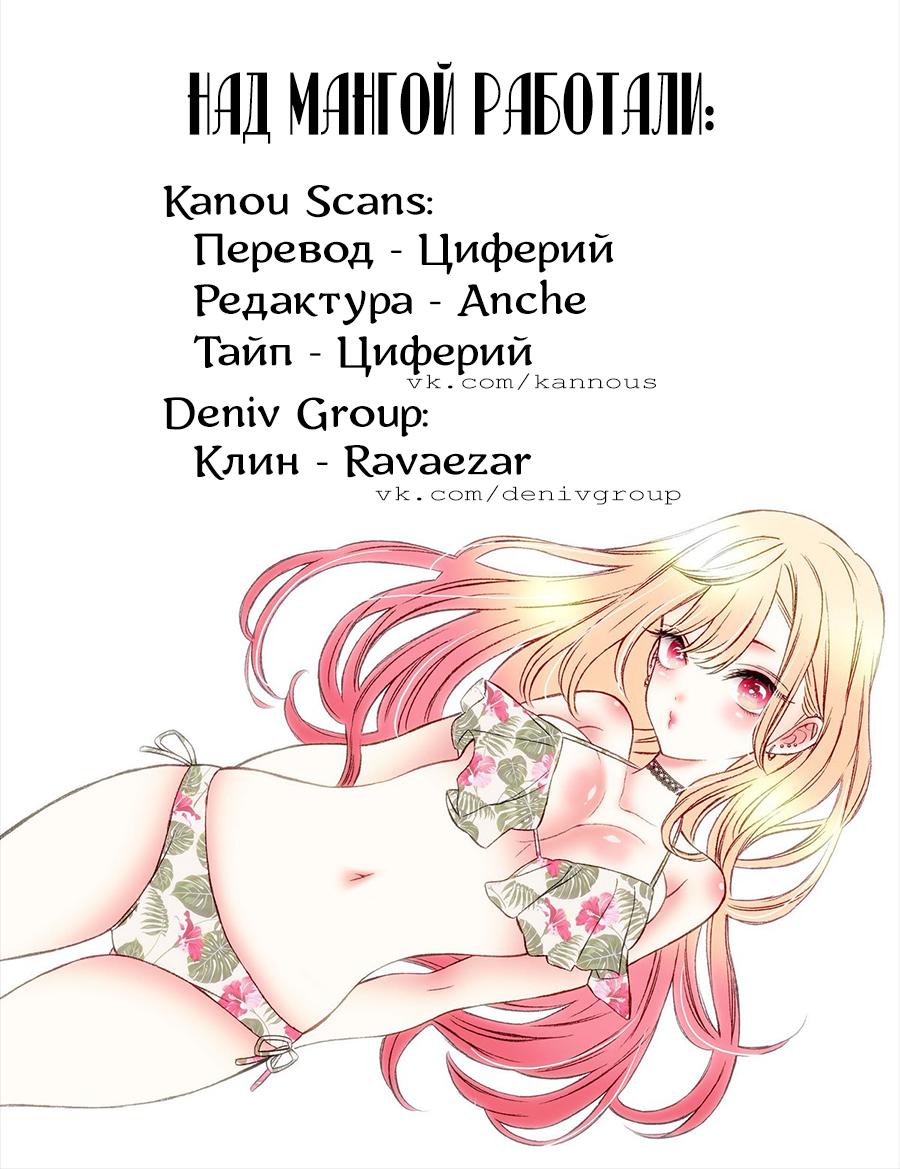 НАД МАНГОЙ РАБОТАЛИ:
Kanou Scans:
Перевод - Циферий
Редактура - Anche
Тайп - Циферий
vk.com/kannous
Deniv Group:
Клин - Ravaezar
vk.com/denivgroup